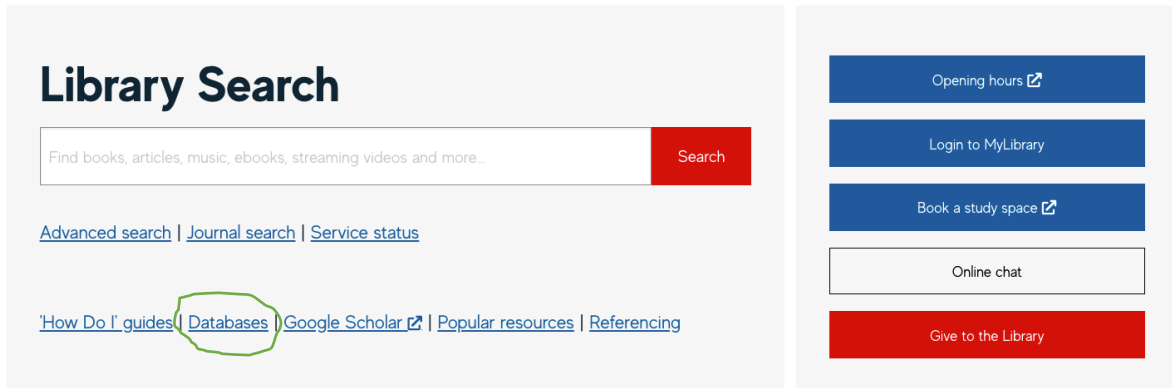 Library Search
Find books, articles, music, ebooks, streaming videos and more...
Search
Advanced search | Journal search | Service status
'How Do I' guides | Databases | Google Scholar | Popular resources | Referencing
Opening hours
Login to MyLibrary
Book a study space
Online chat
Give to the Library